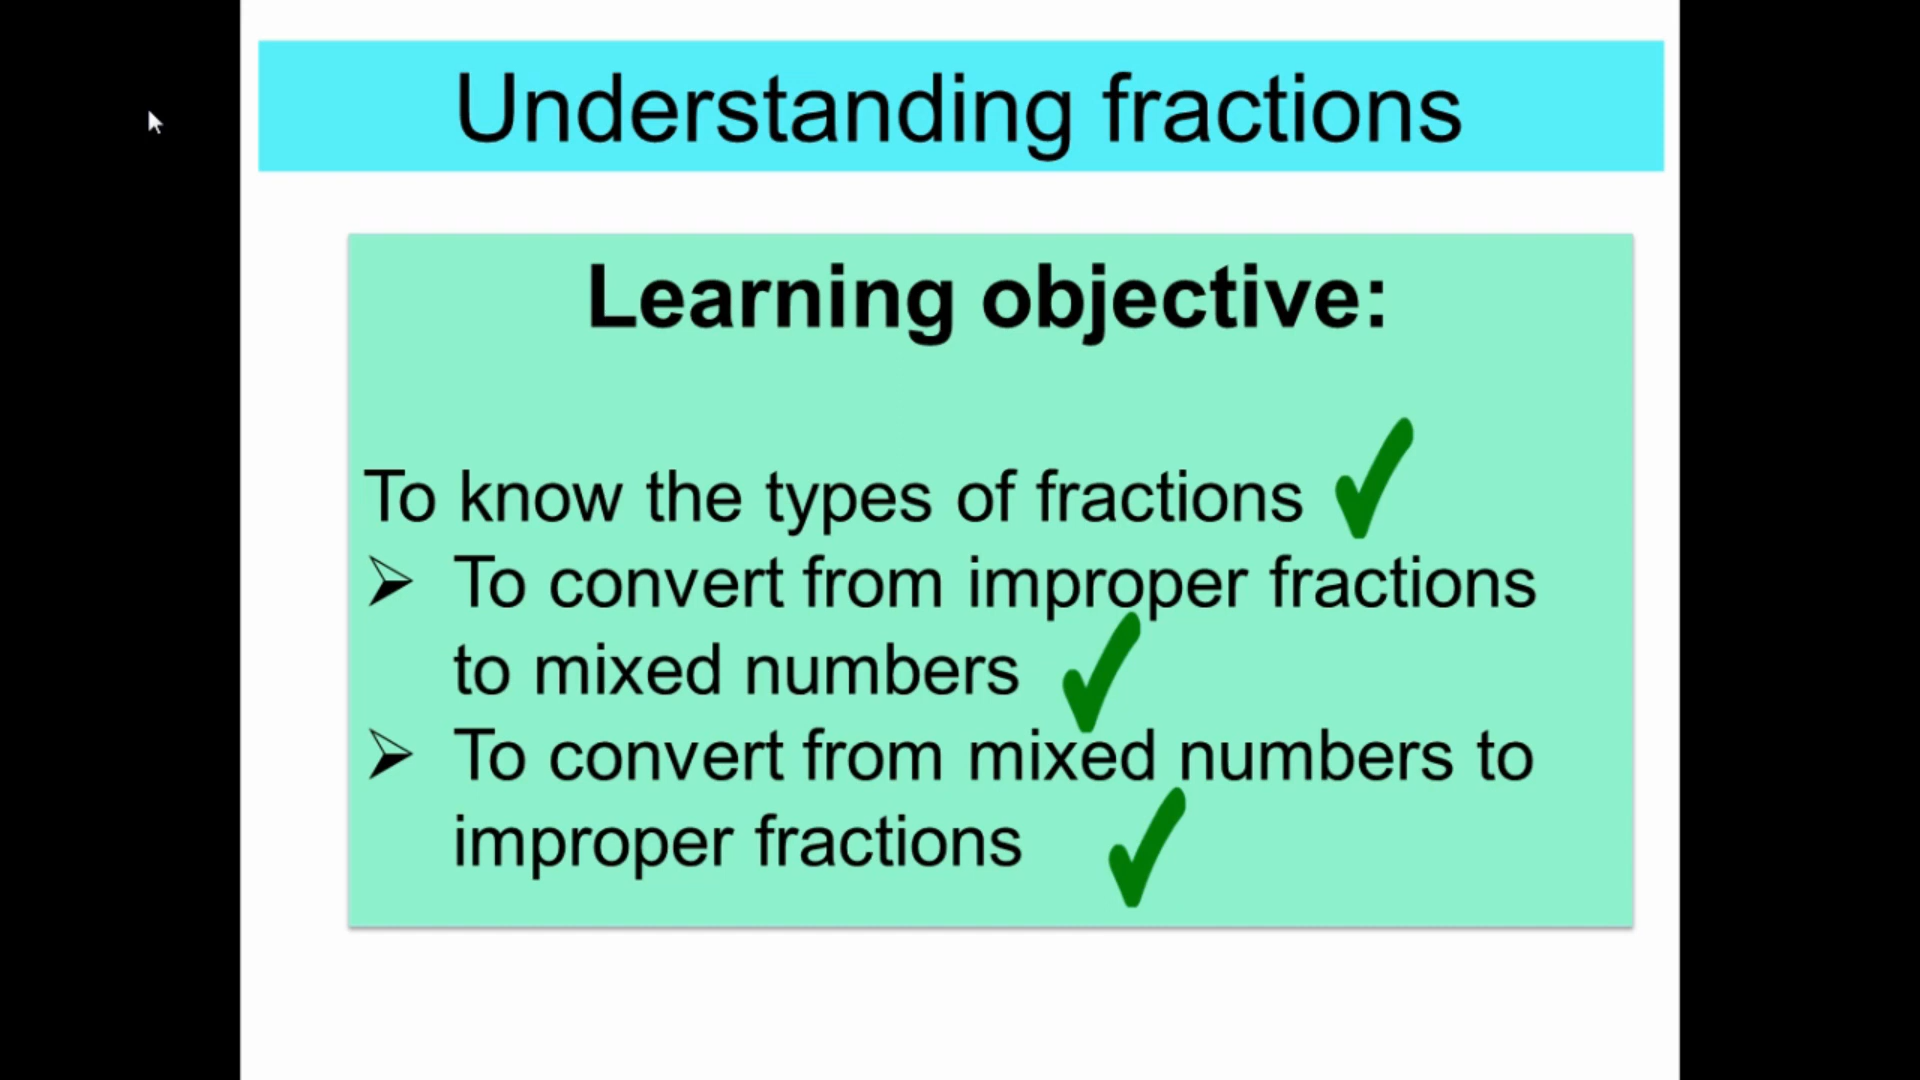 Understanding fractions
Learning objective:
To know the types of fractions
To convert from improper fractions
to mixed numbers
To convert from mixed numbers to
improper fractions